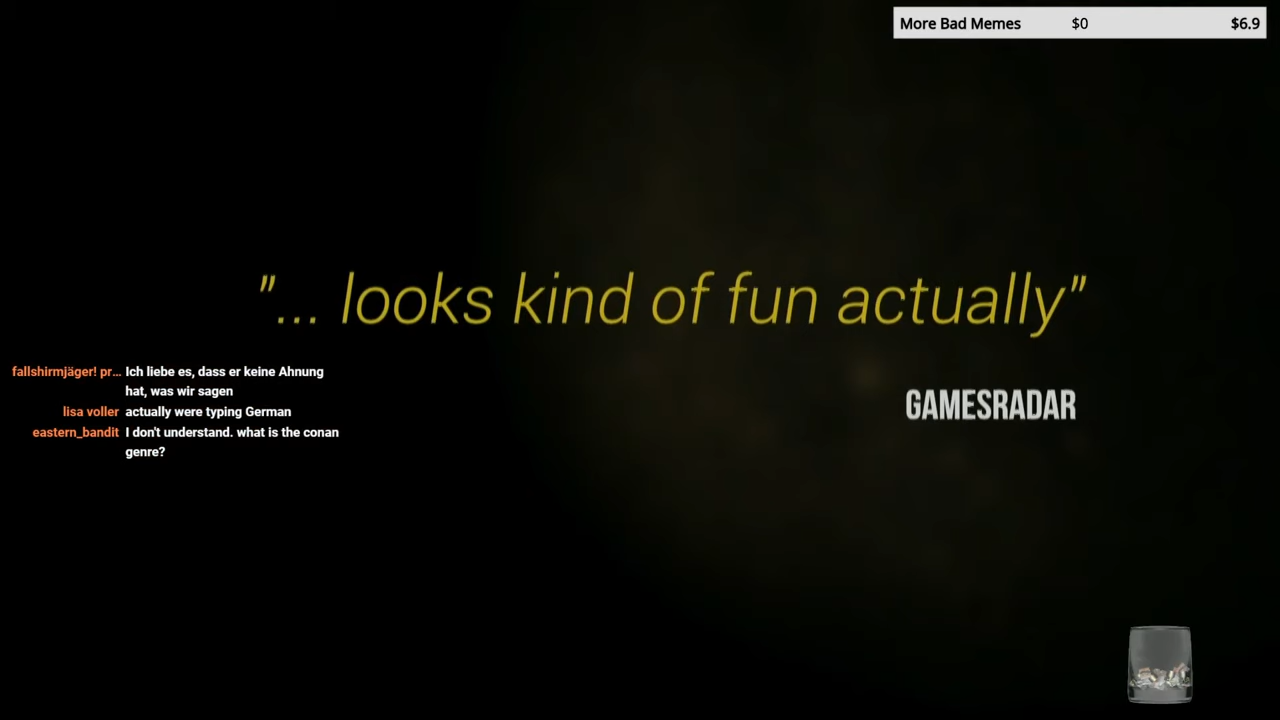 More Bad Memes $0 $6.9
"... looks kind of fun actually"
GAMESRADAR
fallshirmjäger! pr... Ich liebe es, dass er keine Ahnung
hat, was wir sagen
lisa voller actually were typing German
eastern_bandit I don't understand. what is the conan
genre?